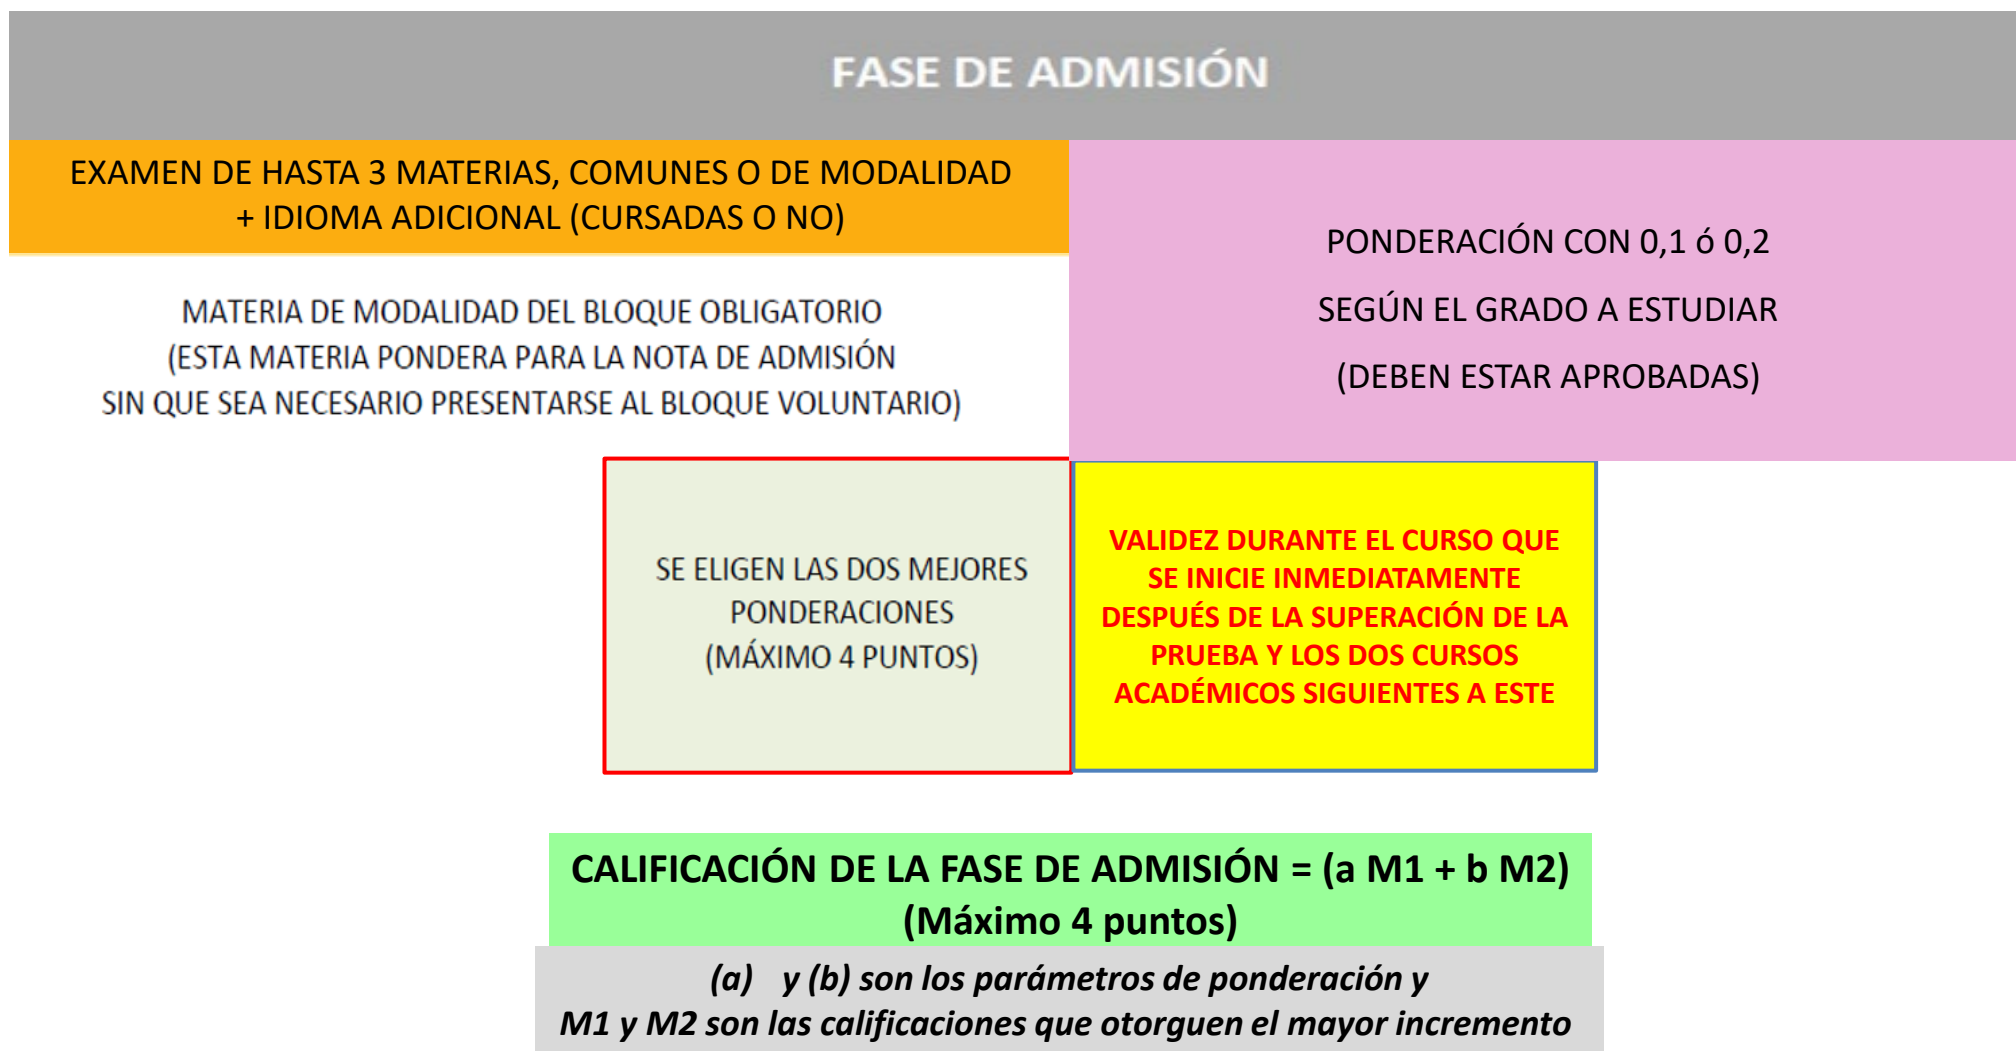 FASE DE ADMISIÓN
EXAMEN DE HASTA 3 MATERIAS, COMUNES O DE MODALIDAD
+ IDIOMA ADICIONAL (CURSADAS O NO)
MATERIA DE MODALIDAD DEL BLOQUE OBLIGATORIO
(ESTA MATERIA PONDERA PARA LA NOTA DE ADMISIÓN
SIN QUE SEA NECESARIO PRESENTARSE AL BLOQUE VOLUNTARIO)
PONDERACIÓN CON 0,1 ó 0,2
SEGÚN EL GRADO A ESTUDIAR
(DEBEN ESTAR APROBADAS)
SE ELIGEN LAS DOS MEJORES
PONDERACIONES
(MÁXIMO 4 PUNTOS)
VALIDEZ DURANTE EL CURSO QUE
SE INICIE INMEDIATAMENTE
DESPUÉS DE LA SUPERACIÓN DE LA
PRUEBA Y LOS DOS CURSOS
ACADÉMICOS SIGUIENTES A ESTE
CALIFICACIÓN DE LA FASE DE ADMISIÓN = (a M1 + b M2)
(Máximo 4 puntos)
(a) y (b) son los parámetros de ponderación y
M1 y M2 son las calificaciones que otorguen el mayor incremento